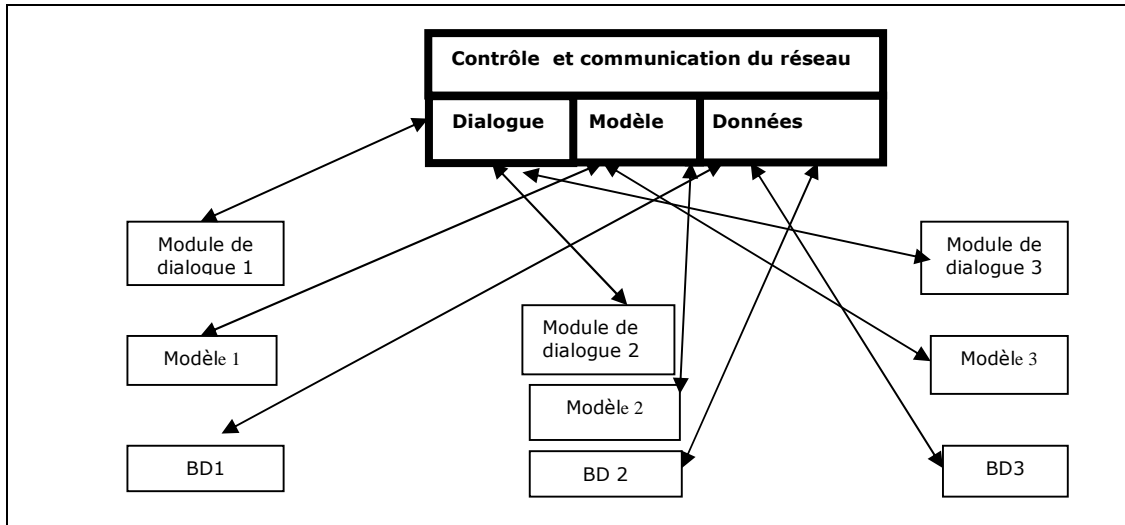 Contrôle et communication du réseau
Dialogue
Modèle
Données
Module de
dialogue 1
Module de
dialogue 3
Module de
dialogue 2
Modèle 1
Modèle 3
Modèle 2
BD1
BD 2
BD3